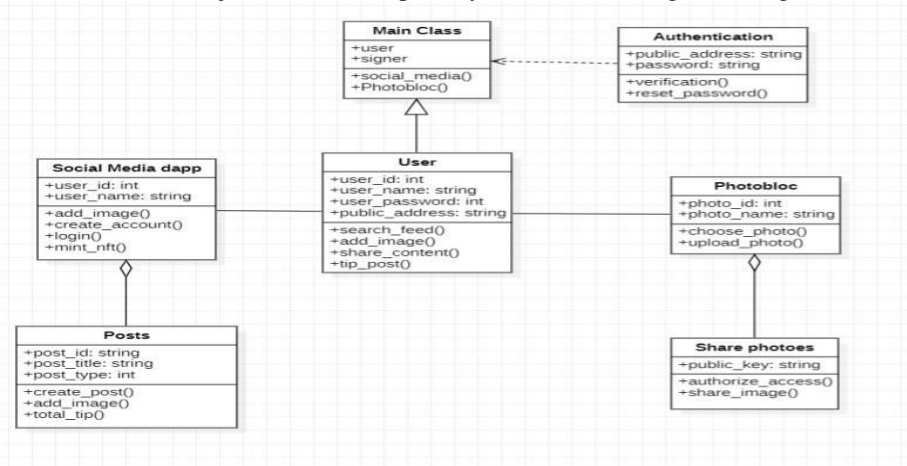 Main Class
+user
+signer
+social_media()
+Photobloc()
Authentication
+public_address: string
+password: string
+verification()
+reset_password()
Social Media dapp
+user_id: int
+user_name: string
+add_image()
+create_account()
+login()
+mint_nft()
User
+user_id: int
+user_name: string
+user_password: int
+public_address: string
+search_feed()
+add_image()
+share_content()
+tip_post()
Photobloc
+photo_id: int
+photo_name: string
+choose_photo()
+upload_photo()
Posts
+post_id: string
+post_title: string
+post_type: int
+create_post()
+add_image()
+total_tip()
Share photoes
+public_key: string
+authorize_access()
+share_image()